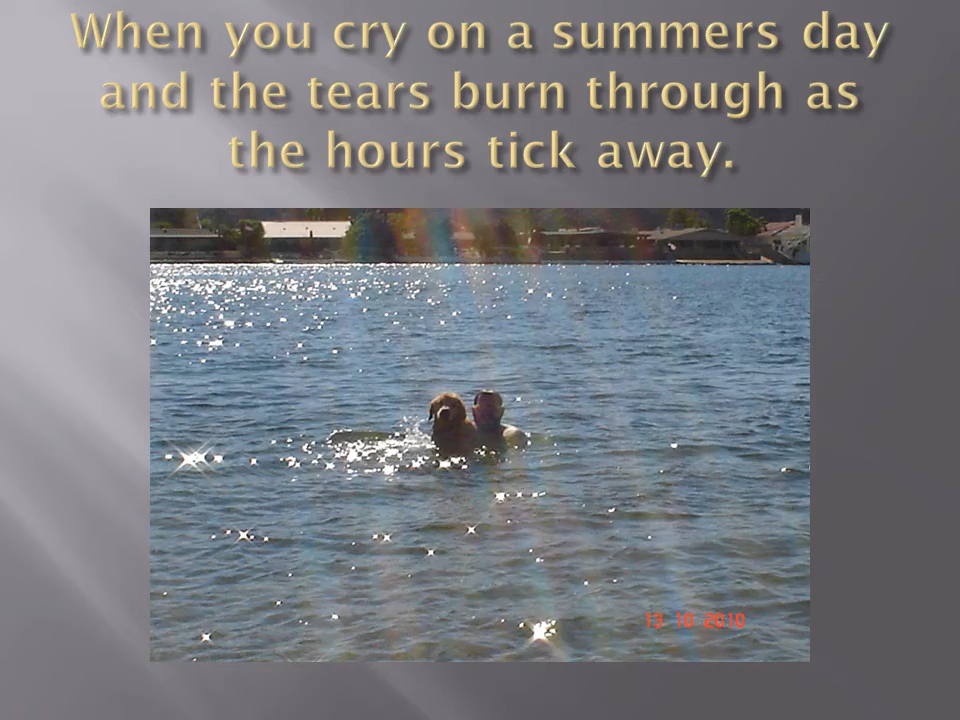 When you cry on a summers day
and the tears burn through as
the hours tick away.
13 10 2010